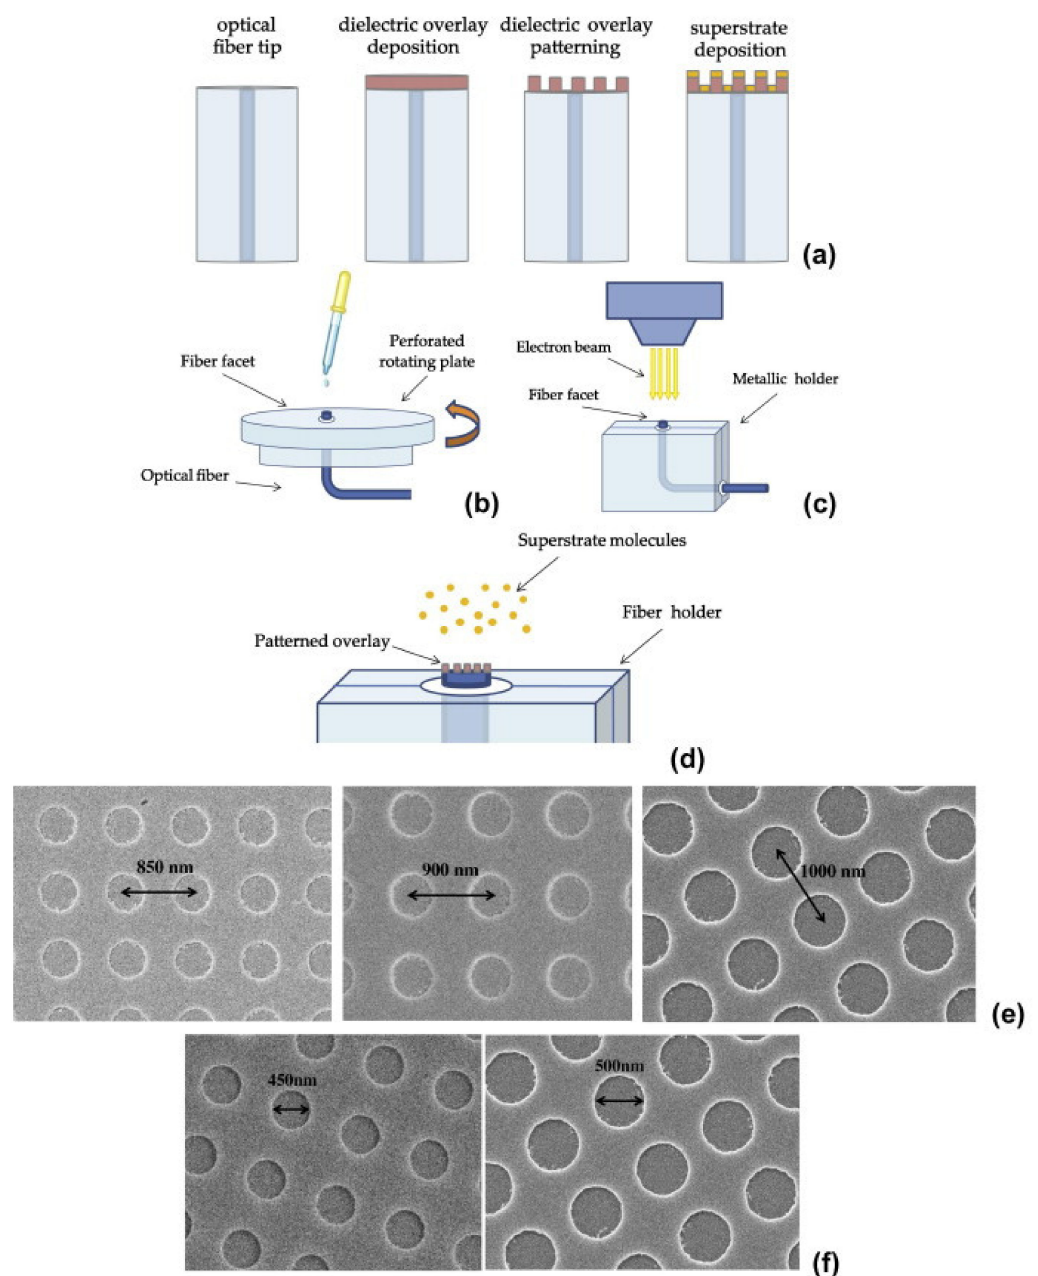 optical
fiber tip
dielectric overlay
deposition
dielectric overlay
patterning
superstrate
deposition
(a)
Fiber facet
Perforated
rotating plate
Optical fiber
(b)
Electron beam
Fiber facet
Metallic holder
(c)
Superstrate molecules
Patterned overlay
Fiber holder
(d)
850 nm
900 nm
1000 nm
(e)
450nm
500nm
(f)